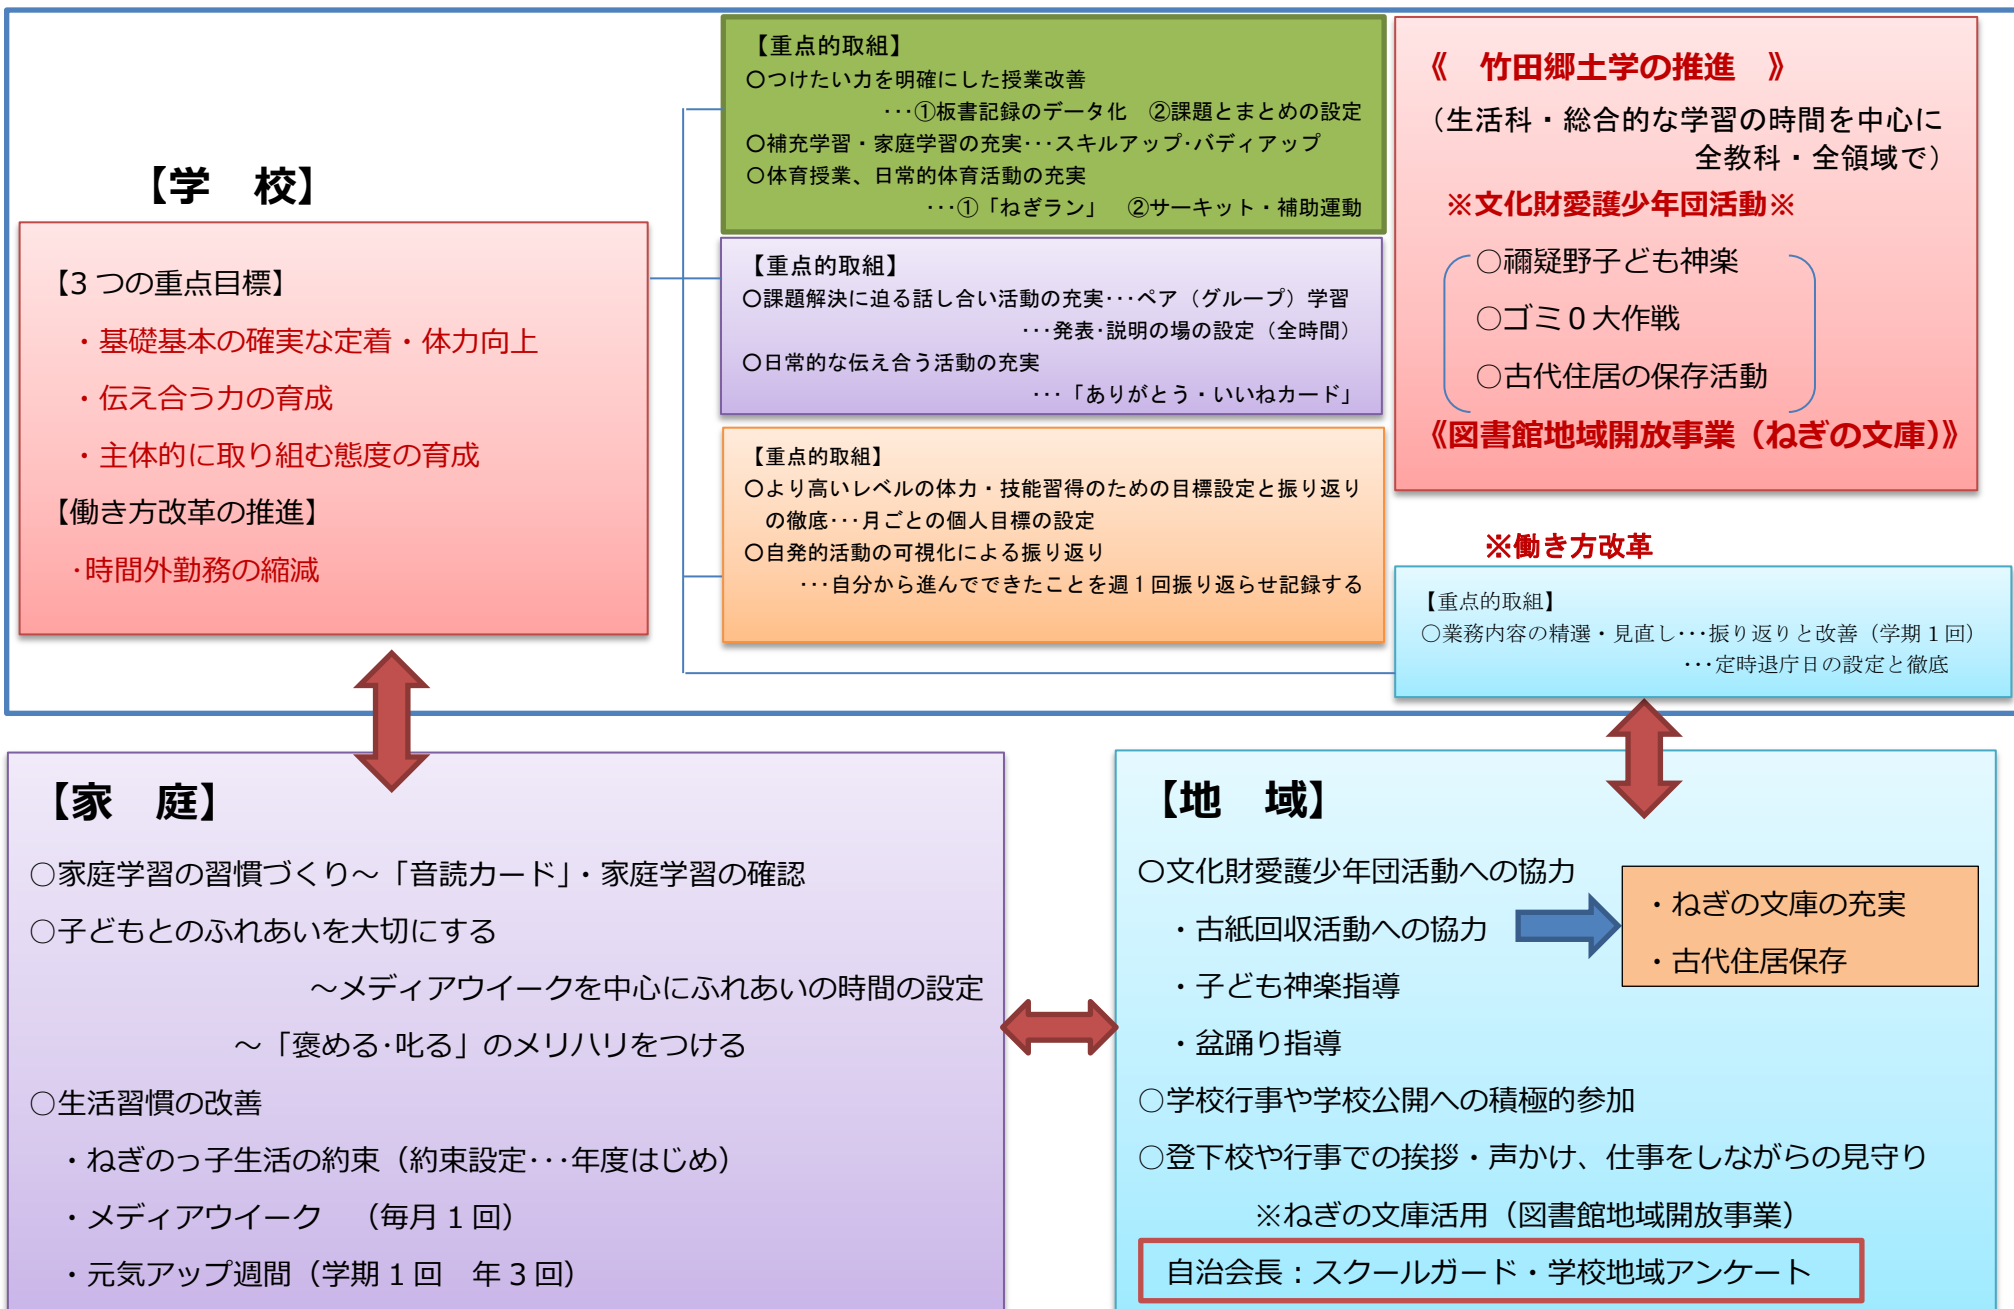 【学　校】
【3つの重点目標】
・基礎基本の確実な定着・体力向上
・伝え合う力の育成
・主体的に取り組む態度の育成
【働き方改革の推進】
・時間外勤務の縮減
【重点的取組】
〇つけたい力を明確にした授業改善
･･･①板書記録のデータ化　②課題とまとめの設定
〇補充学習・家庭学習の充実･･･スキルアップ･バディアップ
〇体育授業、日常的体育活動の充実
･･･①「ねぎラン」　②サーキット・補助運動
【重点的取組】
〇課題解決に迫る話し合い活動の充実･･･ペア（グループ）学習
･･･発表･説明の場の設定（全時間）
〇日常的な伝え合う活動の充実
･･･「ありがとう・いいねカード」
【重点的取組】
〇より高いレベルの体力・技能習得のための目標設定と振り返り
の徹底･･･月ごとの個人目標の設定
〇自発的活動の可視化による振り返り
･･･自分から進んでできたことを週1回振り返らせ記録する
《　竹田郷土学の推進　》
（生活科・総合的な学習の時間を中心に
全教科・全領域で）
※文化財愛護少年団活動※
○禰疑野子ども神楽
○ゴミ０大作戦
○古代住居の保存活動
《図書館地域開放事業（ねぎの文庫）》
※働き方改革
【重点的取組】
○業務内容の精選・見直し･･･振り返りと改善（学期1回）
･･･定時退庁日の設定と徹底
【家　庭】
○家庭学習の習慣づくり～「音読カード」・家庭学習の確認
○子どもとのふれあいを大切にする
～メディアウイークを中心にふれあいの時間の設定
～「褒める･叱る」のメリハリをつける
○生活習慣の改善
・ねぎのっ子生活の約束（約束設定･･･年度はじめ）
・メディアウイーク　（毎月1回）
・元気アップ週間（学期1回　年3回）
【地　域】
〇文化財愛護少年団活動への協力
・古紙回収活動への協力
・子ども神楽指導
・盆踊り指導
・ねぎの文庫の充実
・古代住居保存
○学校行事や学校公開への積極的参加
○登下校や行事での挨拶・声かけ、仕事をしながらの見守り
※ねぎの文庫活用（図書館地域開放事業）
自治会長：スクールガード・学校地域アンケート